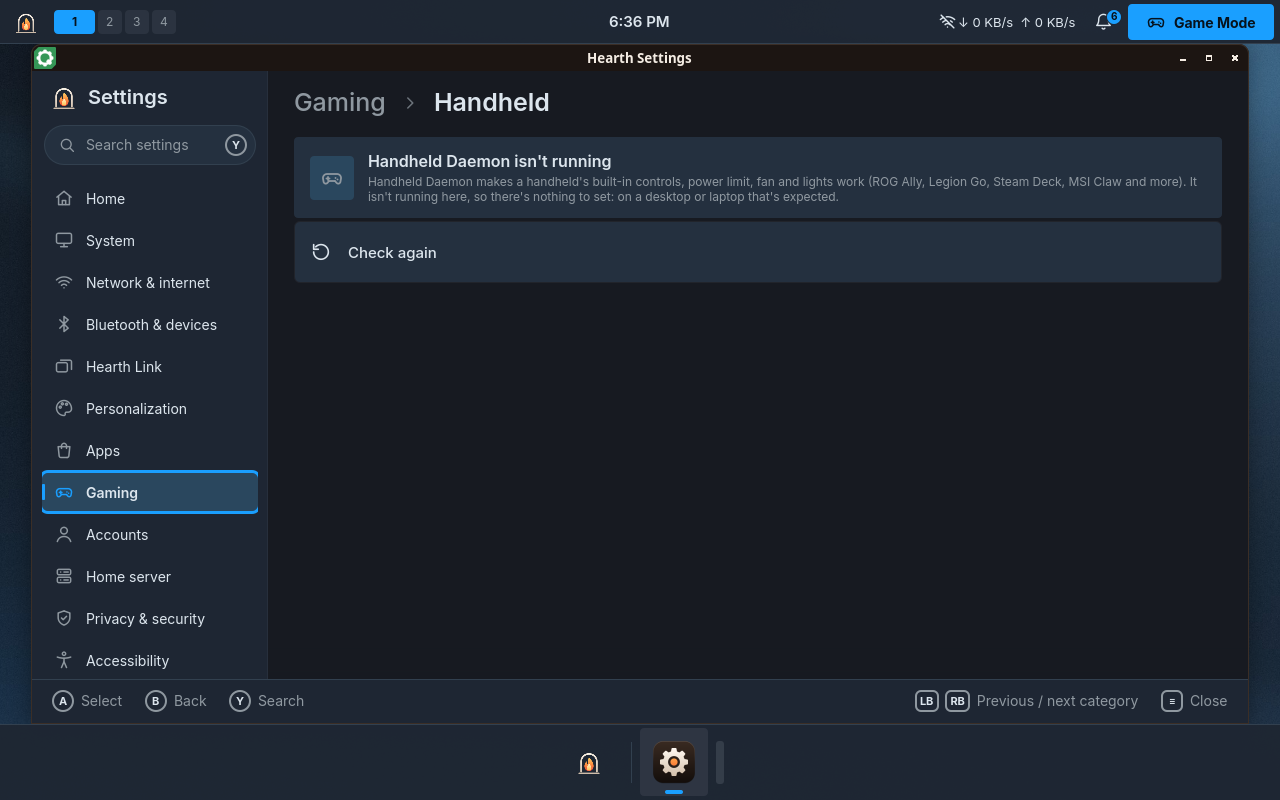 1
2
3
4
6:36 PM
0 KB/s
0 KB/s
6
Game Mode
Hearth Settings
Settings
Search settings
Y
Home
System
Network & internet
Bluetooth & devices
Hearth Link
Personalization
Apps
Gaming
Accounts
Home server
Privacy & security
Accessibility
Gaming
Handheld
Handheld Daemon isn't running
Handheld Daemon makes a handheld's built-in controls, power limit, fan and lights work (ROG Ally, Legion Go, Steam Deck, MSI Claw and more). It
isn't running here, so there's nothing to set: on a desktop or laptop that's expected.
Check again
A Select
B Back
Y Search
LB RB Previous / next category
Close